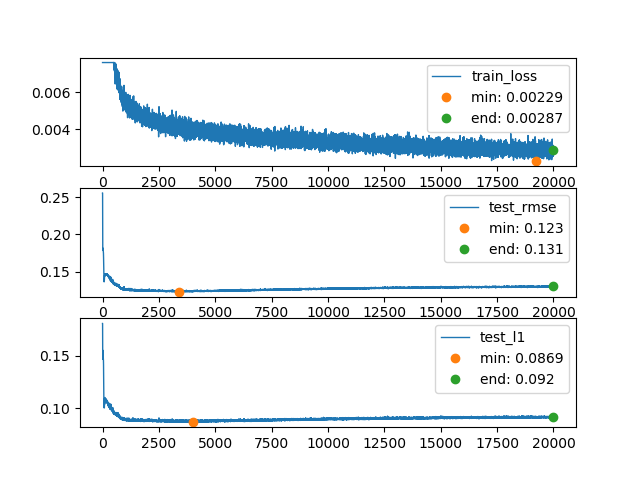 train_loss
min: 0.00229
end: 0.00287
0.006
0.004
0 2500 5000 7500 10000 12500 15000 17500 20000
test_rmse
min: 0.123
end: 0.131
0.25
0.20
0.15
0 2500 5000 7500 10000 12500 15000 17500 20000
test_l1
min: 0.0869
end: 0.092
0.15
0.10
0 2500 5000 7500 10000 12500 15000 17500 20000